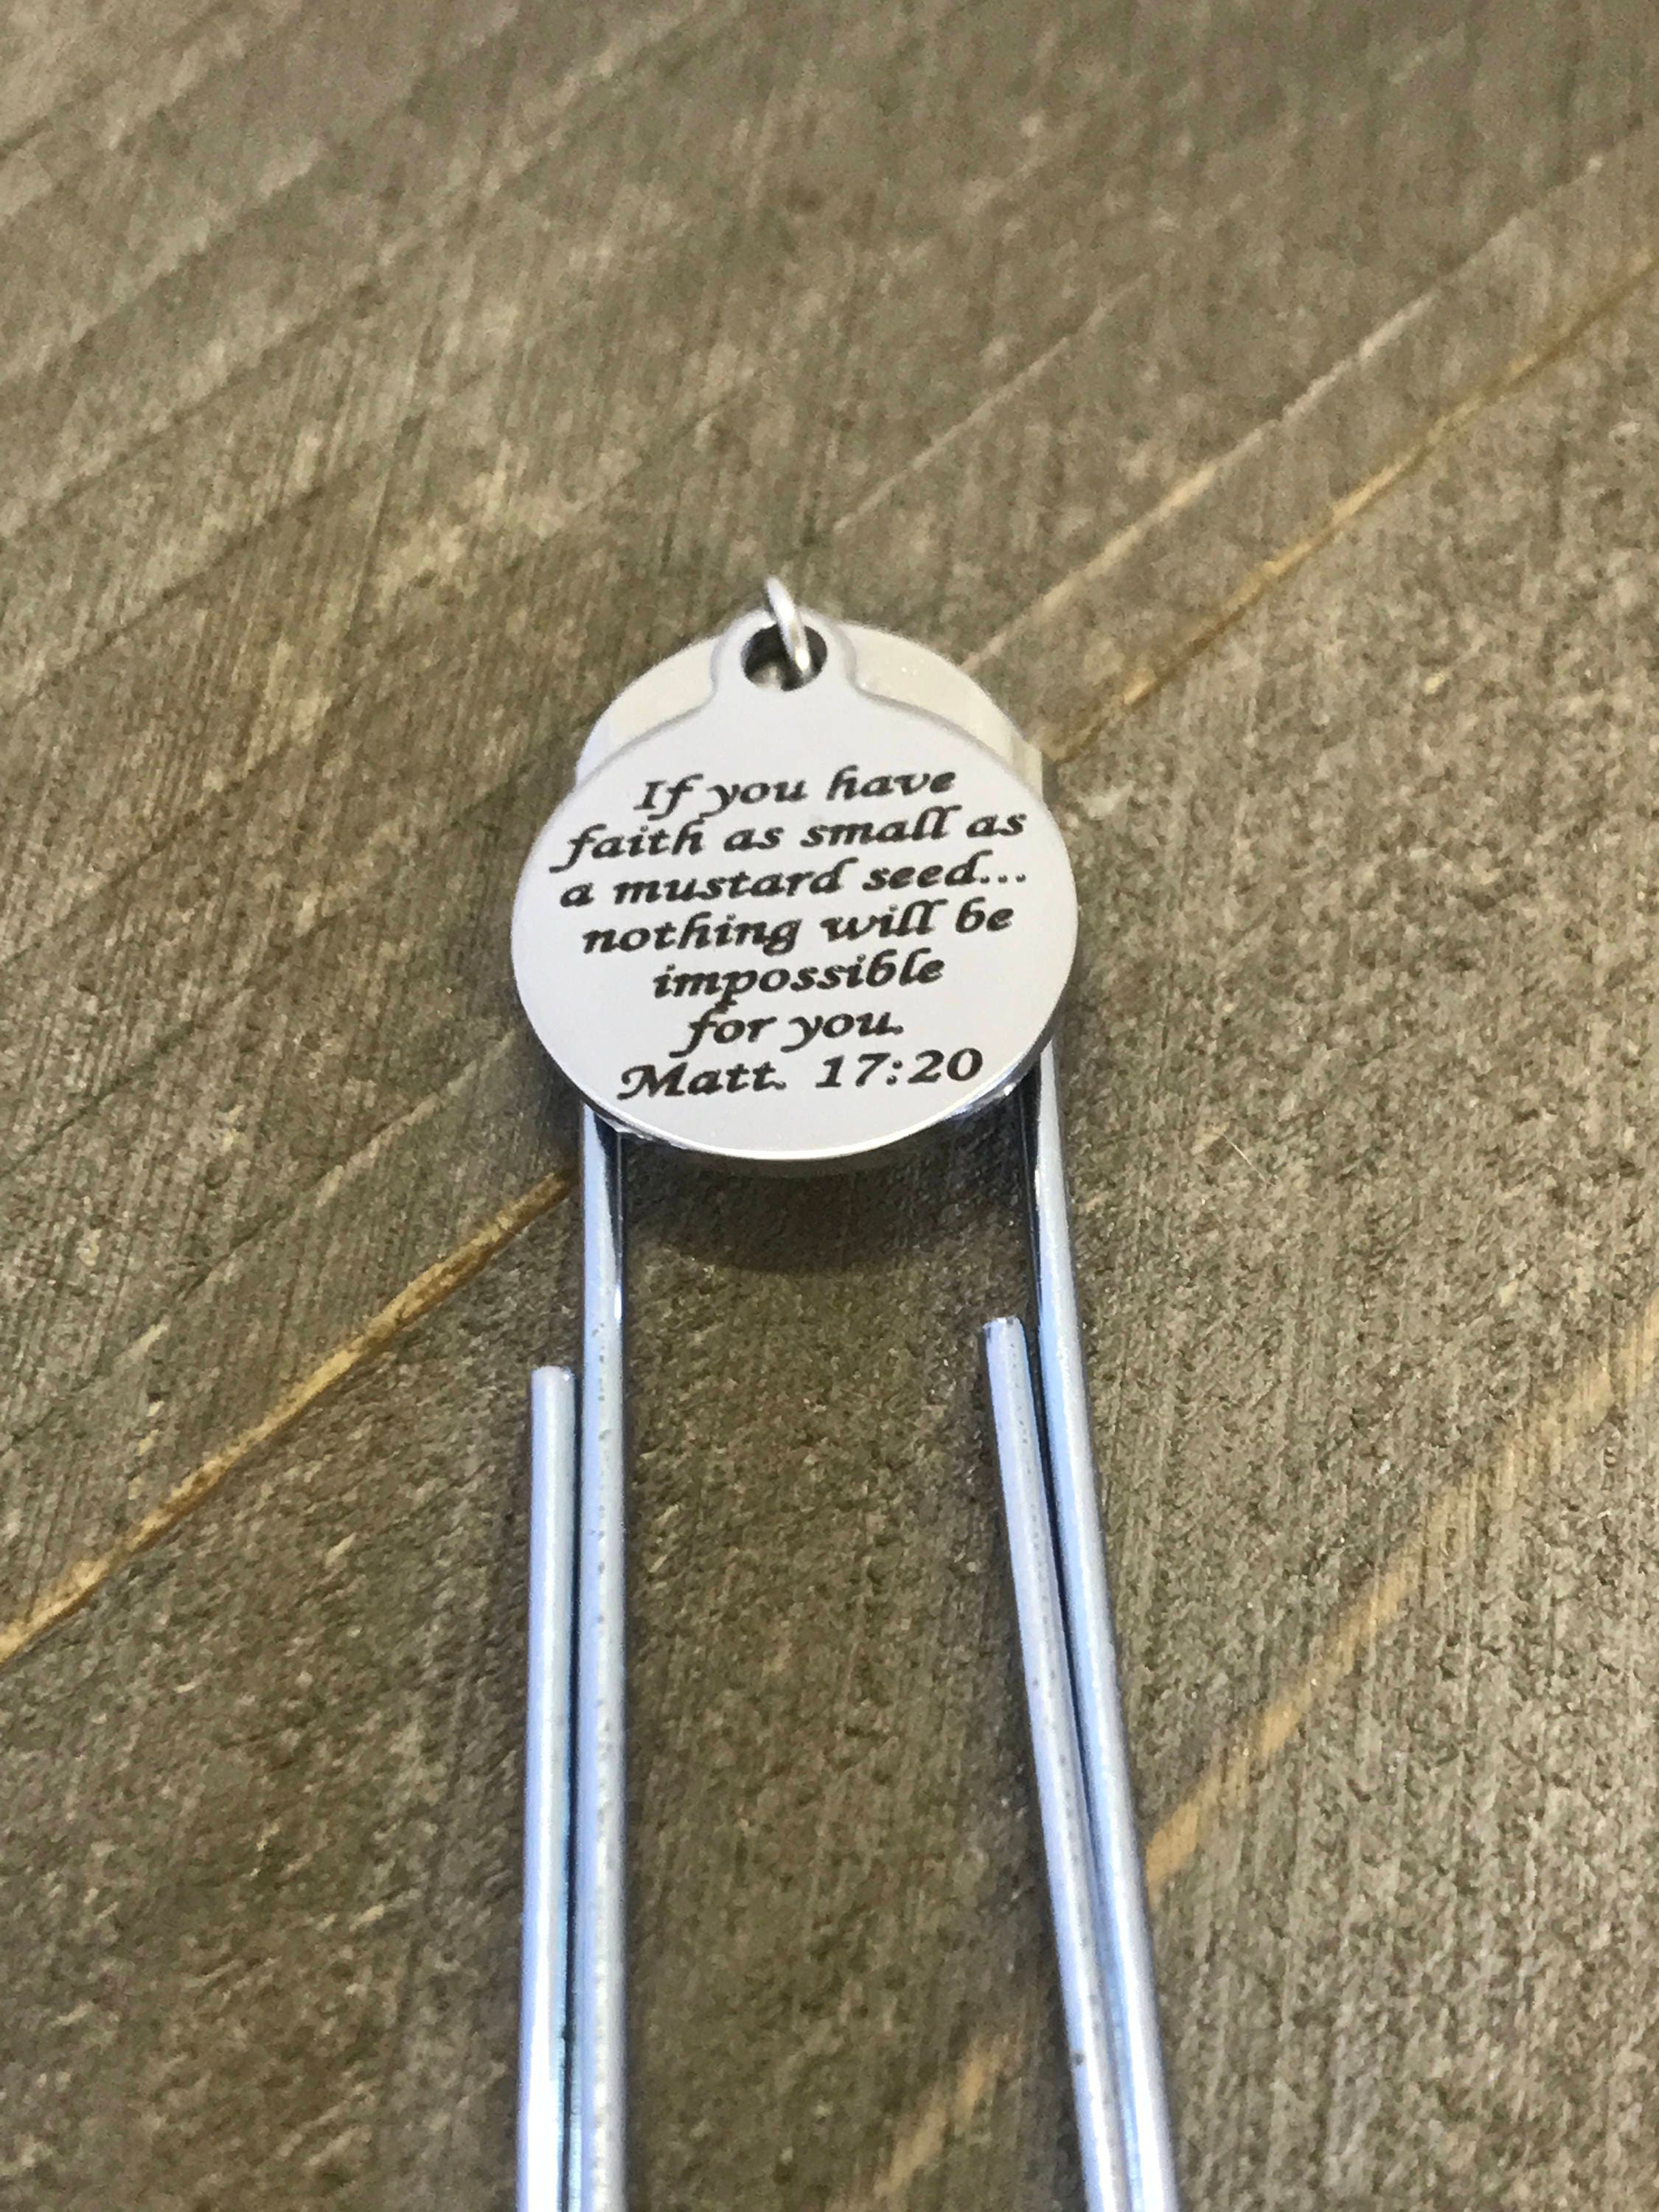 If you have
faith as small as
a mustard seed...
nothing will be
impossible
for you.
Matt. 17:20